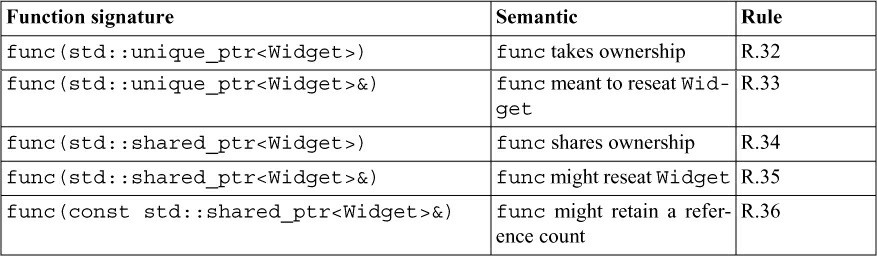 Function signature Semantic Rule
func(std::unique_ptr<Widget>) func takes ownership R.32
func(std::unique_ptr<Widget>&) func meant to reseat Wid-
get R.33
func(std::shared_ptr<Widget>) func shares ownership R.34
func(std::shared_ptr<Widget>&) func might reseat Widget R.35
func(const std::shared_ptr<Widget>&) func might retain a refer-
ence count R.36